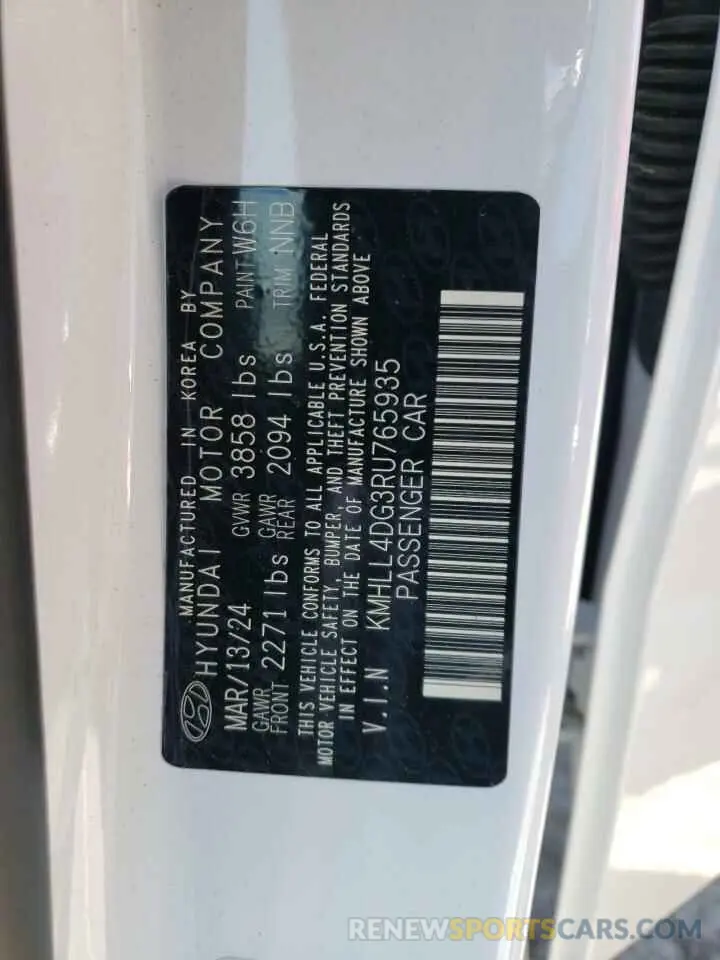 MANUFACTURED IN KOREA BY
HYUNDAI MOTOR COMPANY
MAR/13/24 GVWR 3858 lbs PAINT W6H
GAWR FRONT 2271 lbs GAWR REAR 2094 lbs TRIM NNB
THIS VEHICLE CONFORMS TO ALL APPLICABLE U.S.A. FEDERAL
MOTOR VEHICLE SAFETY, BUMPER, AND THEFT PREVENTION STANDARDS
IN EFFECT ON THE DATE OF MANUFACTURE SHOWN ABOVE
V.I.N KMHLL4DG3RU765935
PASSENGER CAR
RENEWSPORTSCARS.COM